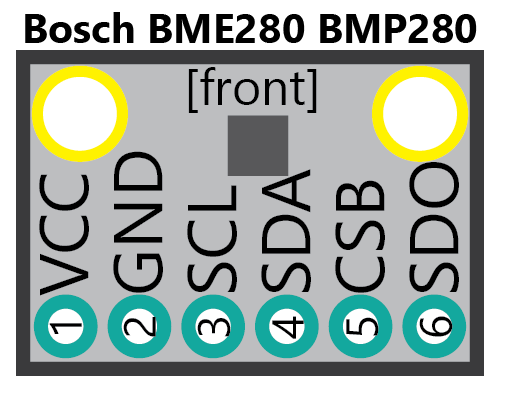 Bosch BME280 BMP280
[front]
VCC
GND
SCL
SDA
CSB
SDO
1
2
3
4
5
6